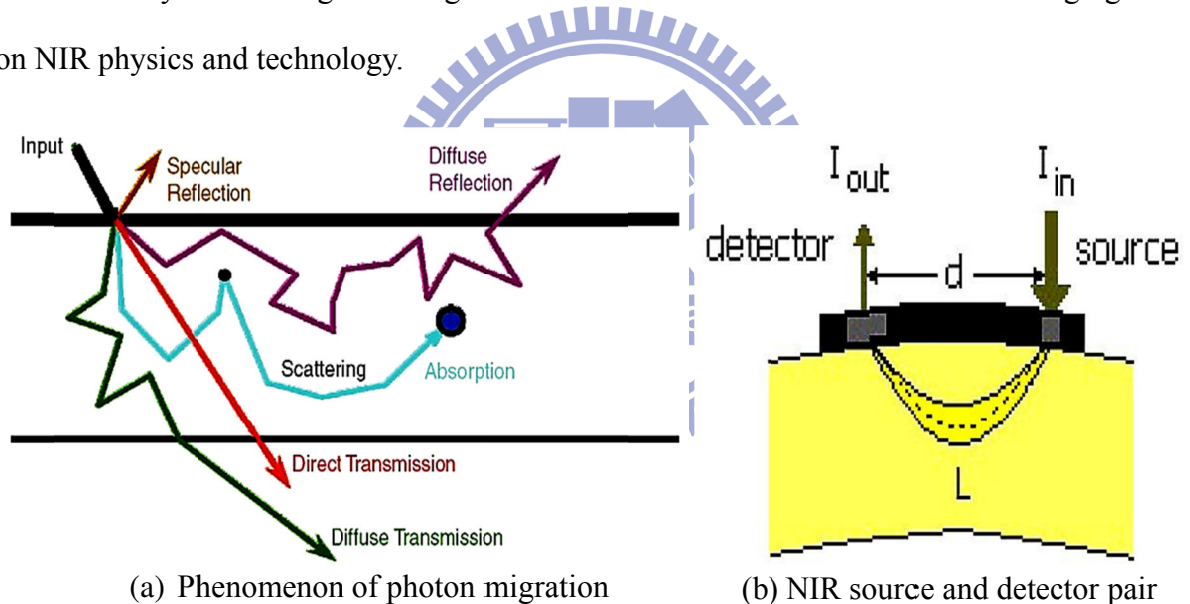 on NIR physics and technology.
Input
Specular
Reflection
Diffuse
Reflection
Scattering
Absorption
Direct Transmission
Diffuse Transmission
(a) Phenomenon of photon migration
I out
I in
detector
d
source
L
(b) NIR source and detector pair